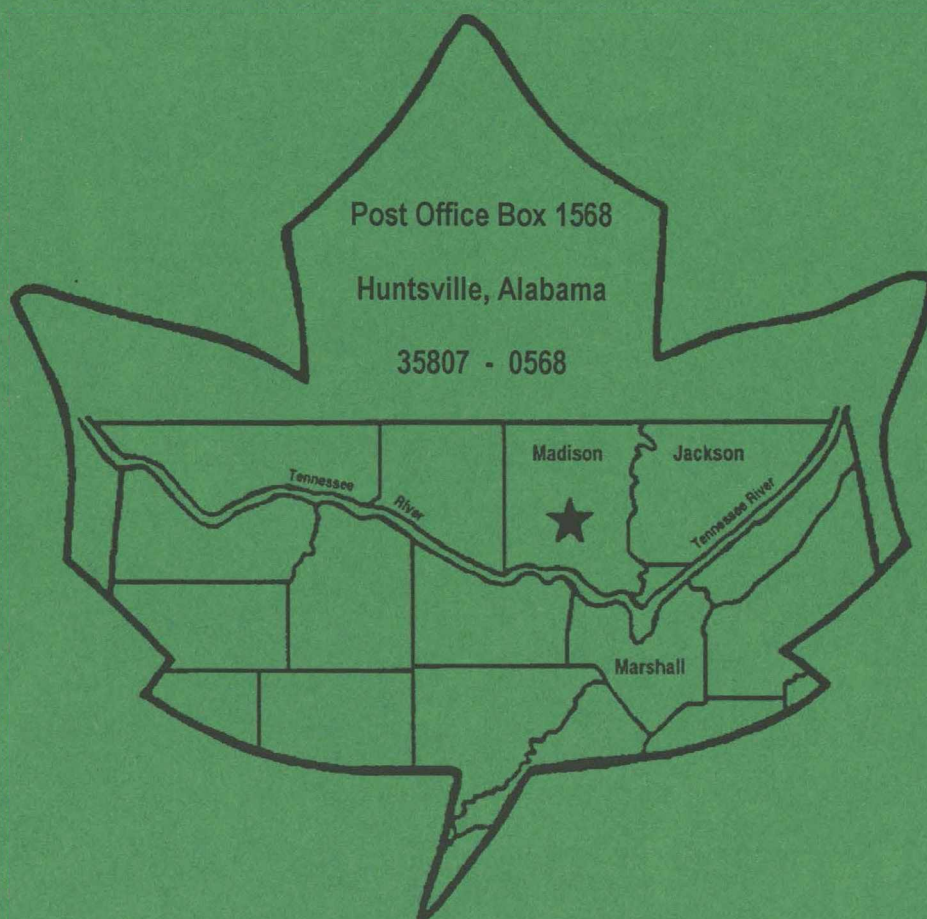 Post Office Box 1568
Huntsville, Alabama
35807 - 0568
Madison
Jackson
Tennessee
River
Tennessee River
Marshall